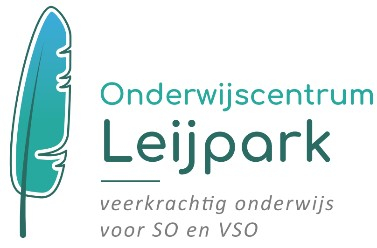 Onderwijscentrum
Leijpark
veerkrachtig onderwijs
voor SO en VSO